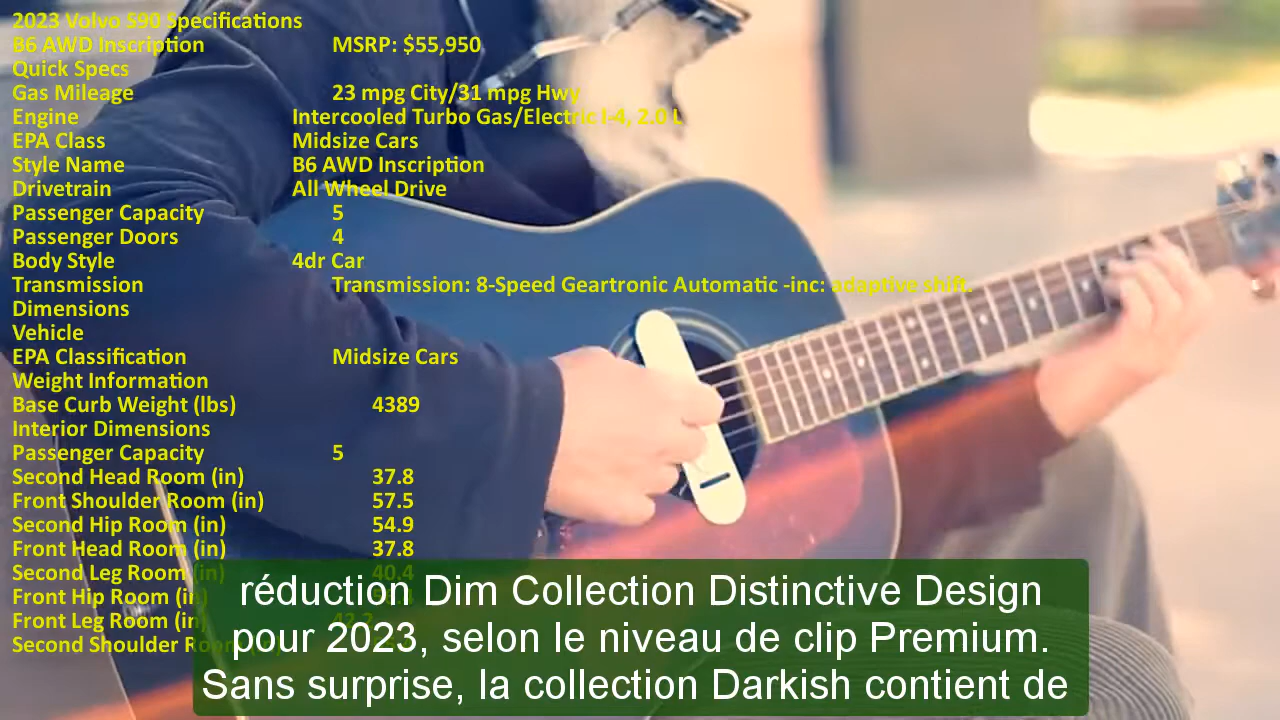 2023 Volvo S90 Specifications
B6 AWD Inscription MSRP: $55,950
Quick Specs
Gas Mileage 23 mpg City/31 mpg Hwy
Engine Intercooled Turbo Gas/Electric I-4, 2.0 L
EPA Class Midsize Cars
Style Name B6 AWD Inscription
Drivetrain All Wheel Drive
Passenger Capacity 5
Passenger Doors 4
Body Style 4dr Car
Transmission Transmission: 8-Speed Geartronic Automatic -inc: adaptive shift.
Dimensions
Vehicle
EPA Classification Midsize Cars
Weight Information
Base Curb Weight (lbs) 4389
Interior Dimensions
Passenger Capacity 5
Second Head Room (in) 37.8
Front Shoulder Room (in) 57.5
Second Hip Room (in) 54.9
Front Head Room (in) 37.8
Second Leg Room (in) 40.4
Front Hip Room (in)
Front Leg Room (in)
Second Shoulder Room
réduction Dim Collection Distinctive Design
pour 2023, selon le niveau de clip Premium.
Sans surprise, la collection Darkish contient de